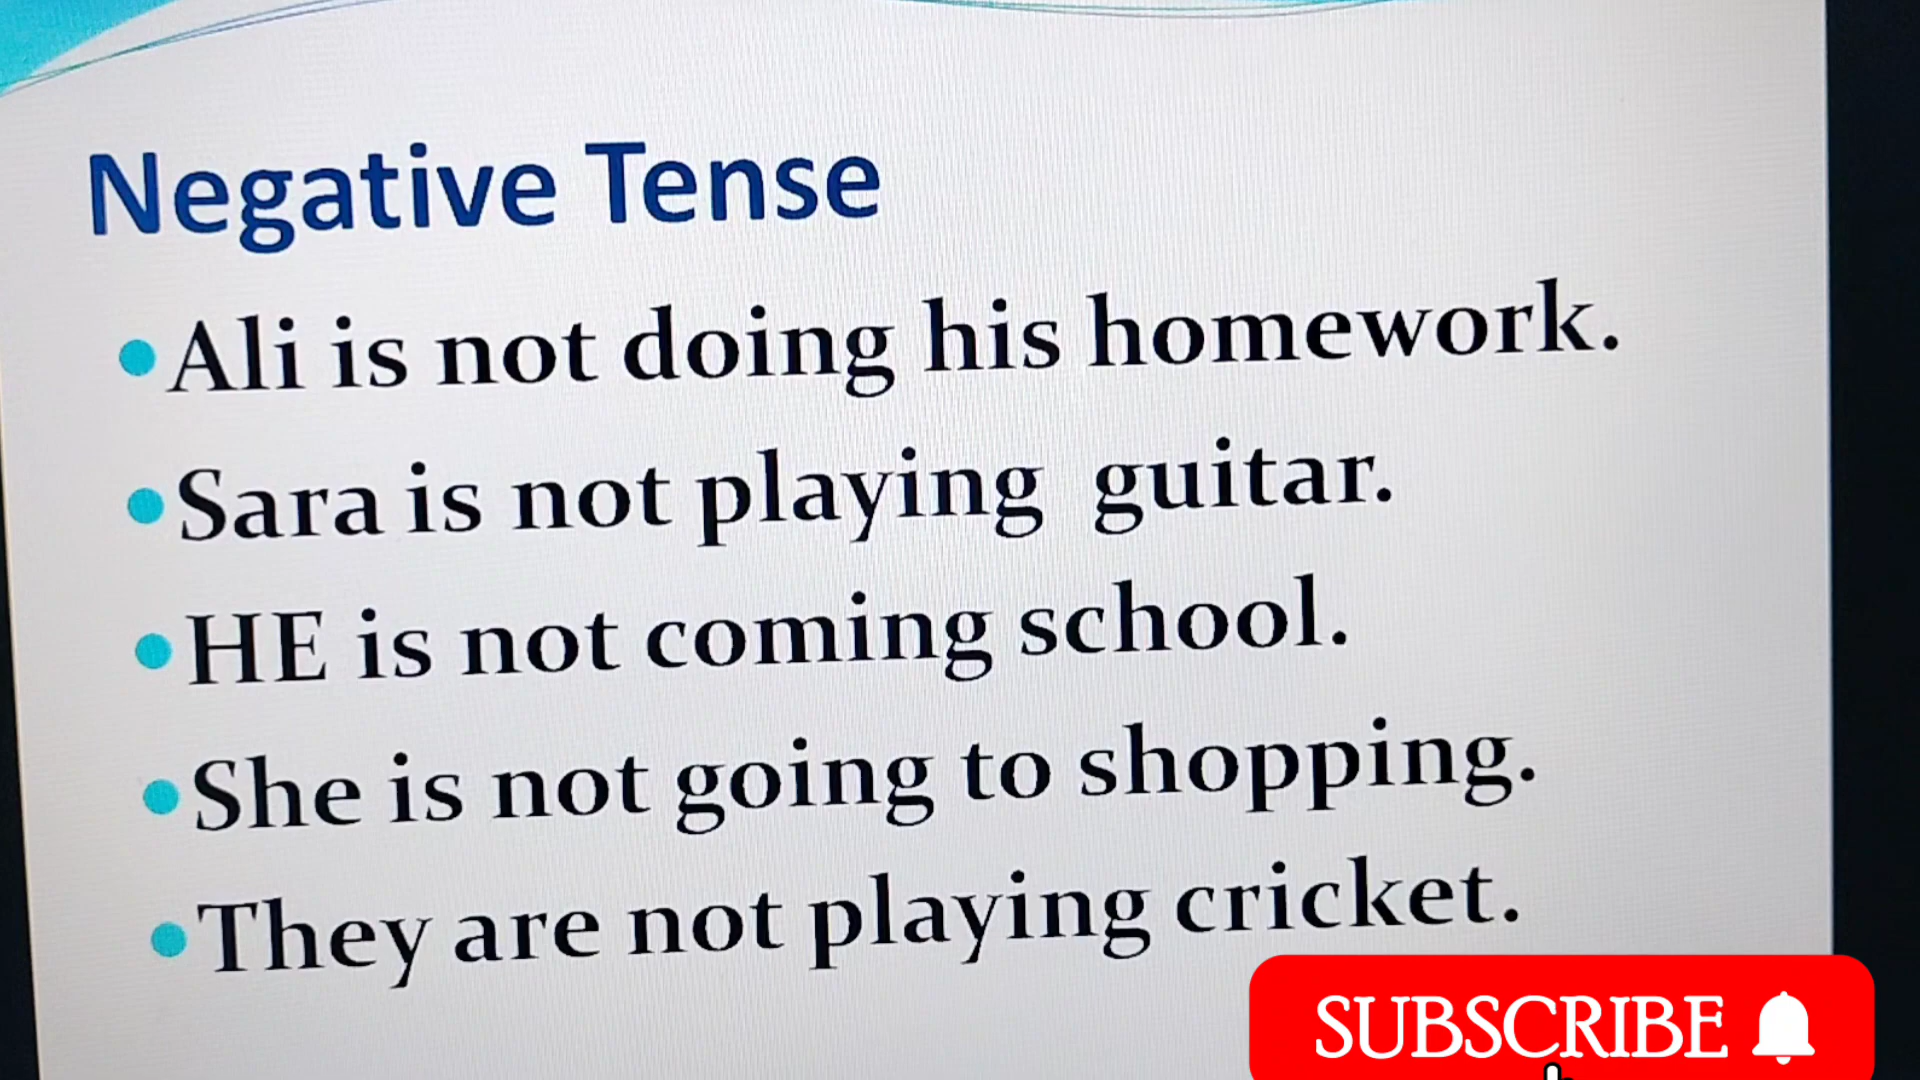 Negative Tense
Ali is not doing his homework.
Sara is not playing  guitar.
HE is not coming school.
She is not going to shopping.
They are not playing cricket.
SUBSCRIBE